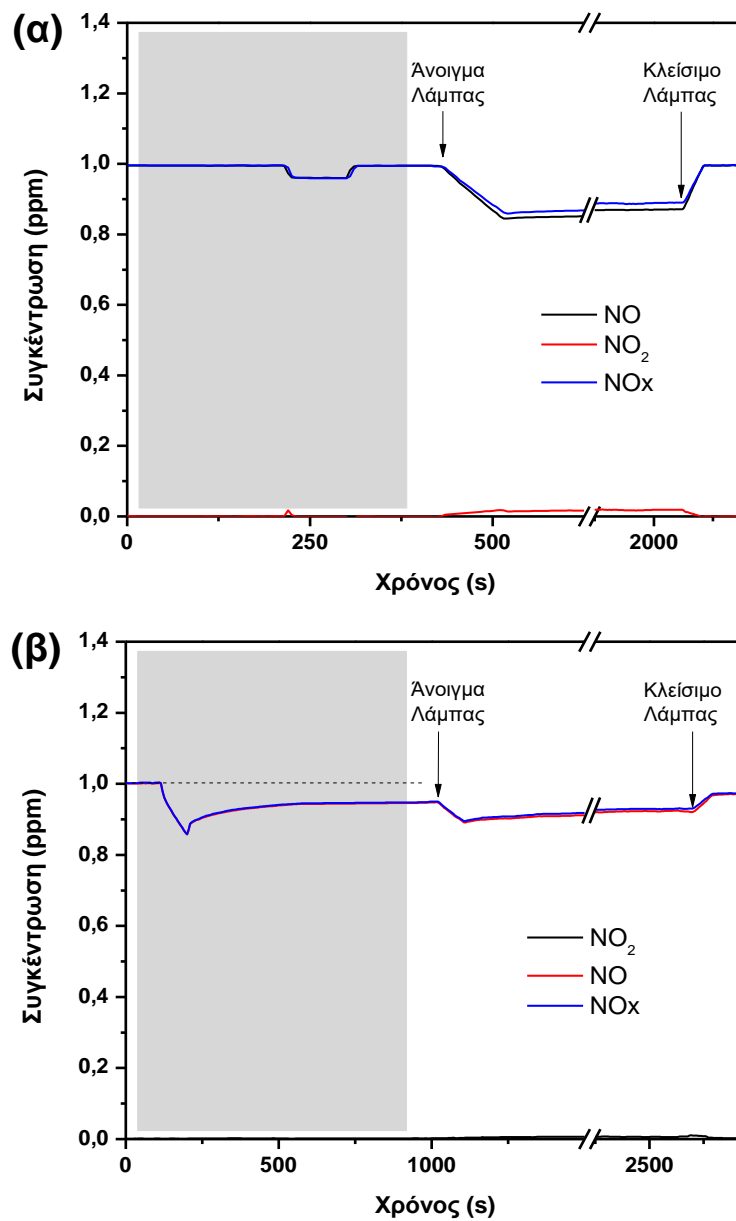 (α)
1,4
1,2
1,0
0,8
0,6
0,4
0,2
0,0
Συγκέντρωση (ppm)
Άνοιγμα
Λάμπας
Κλείσιμο
Λάμπας
NO
NO₂
NOx
0
250
500
2000
Χρόνος (s)
(β)
1,4
1,2
1,0
0,8
0,6
0,4
0,2
0,0
Συγκέντρωση (ppm)
Άνοιγμα
Λάμπας
Κλείσιμο
Λάμπας
NO₂
NO
NOx
0
500
1000
2500
Χρόνος (s)